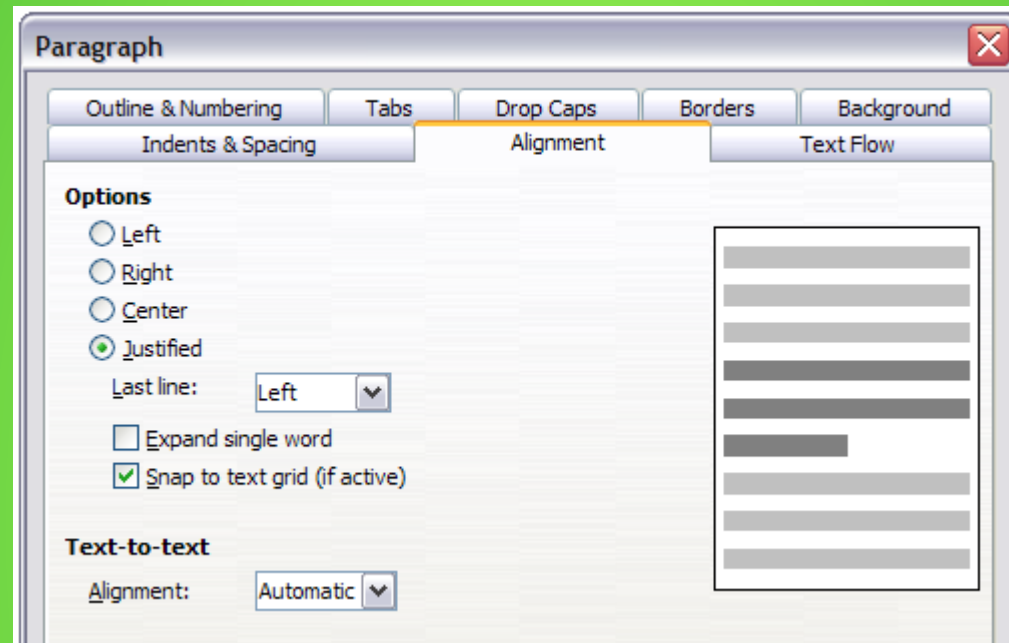 Paragraph
Outline & Numbering Tabs Drop Caps Borders Background
Indents & Spacing Alignment Text Flow
Options
Left
Right
Center
Justified
Last line: Left
Expand single word
Snap to text grid (if active)
Text-to-text
Alignment: Automatic